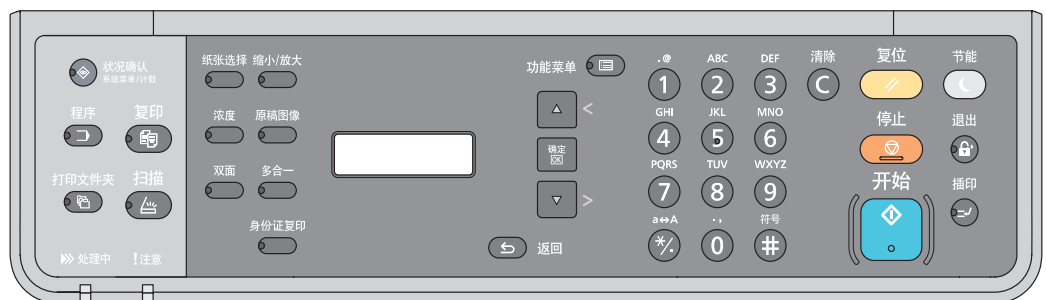 状况确认
系统菜单/计数
程序
复印
打印文件夹
扫描
处理中
!注意
纸张选择 缩小/放大
浓度 原稿图像
双面 多合一
身份证复印
功能菜单
<
确定
OK
>
返回
.@ ABC DEF
1 2 3
GHI JKL MNO
4 5 6
PQRS TUV WXYZ
7 8 9
a⇔A ., 符号
*/. 0 #
清除
C
复位
节能
停止
退出
开始
插印